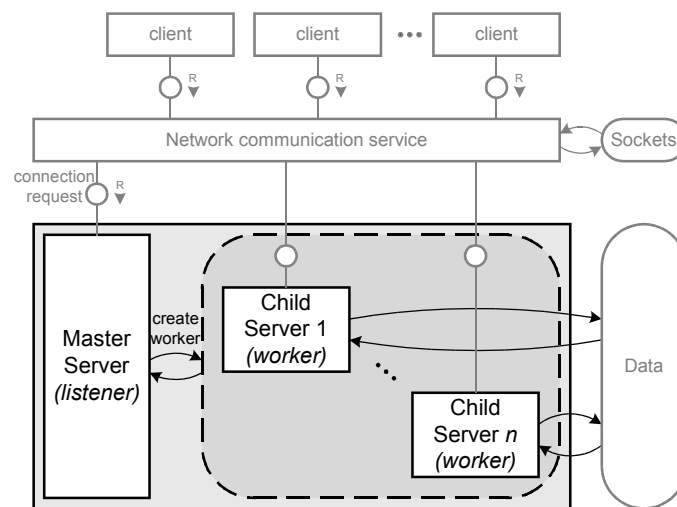 client
client
•••
client
R
R
R
Network communication service
Sockets
connection
request
R
Master
Server
(listener)
create
worker
Child
Server 1
(worker)
Child
Server n
(worker)
Data